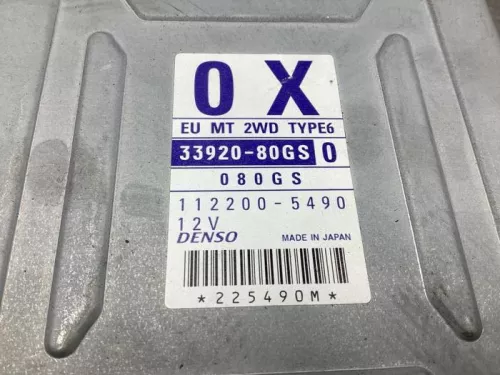 0 X
EU MT 2WD TYPE6
33920-80GS 0
080GS
112200-5490
12V
DENSO MADE IN JAPAN
*225490M*